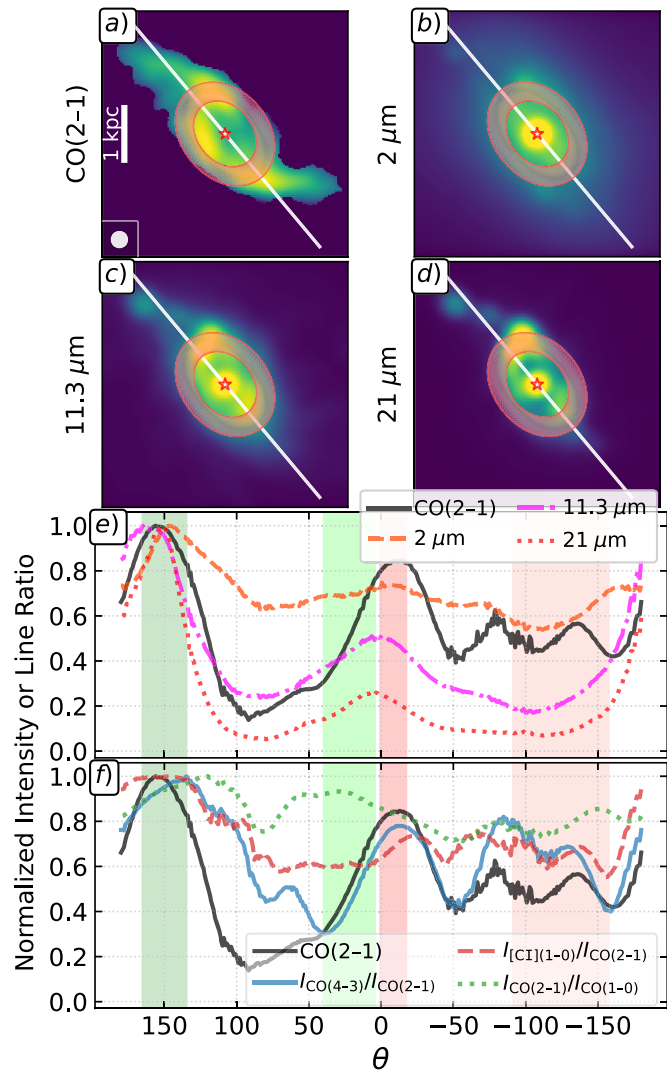 a)
b)
CO(2–1)
1 kpc
2 μm
c)
d)
11.3 μm
21 μm
e)
CO(2–1)
11.3 μm
2 μm
21 μm
1.0
0.8
0.6
0.4
0.2
0.0
f)
1.0
0.8
0.6
0.4
0.2
0.0
Normalized Intensity or Line Ratio
CO(2–1)
I[CI](1–0)/ICO(2–1)
ICO(4–3)/ICO(2–1)
ICO(2–1)/ICO(1–0)
150 100 50 0 −50 −100 −150
θ